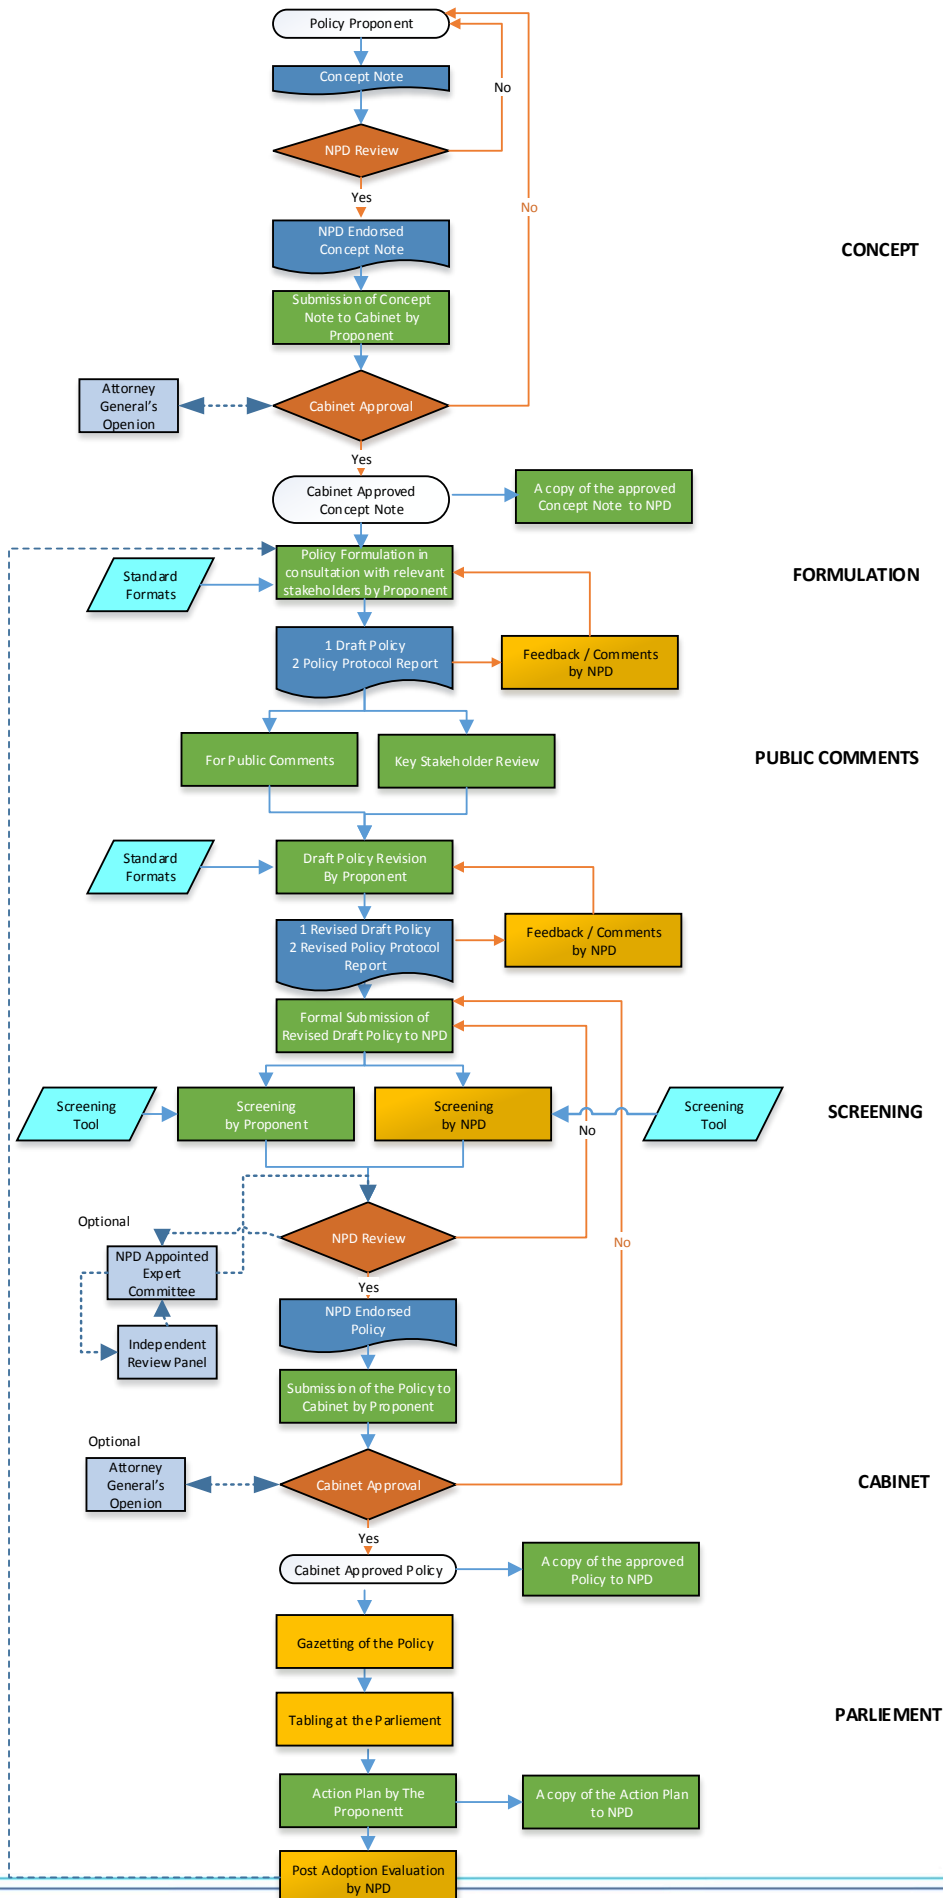 Policy Proponent
Concept Note
No
NPD Review
Yes
No
NPD Endorsed
Concept Note
CONCEPT
Submission of Concept
Note to Cabinet by
Proponent
Attorney
General's
Openion
Cabinet Approval
Yes
Cabinet Approved
Concept Note
A copy of the approved
Concept Note to NPD
Policy Formulation in
consultation with relevant
stakeholders by Proponent
Standard
Formats
FORMULATION
1 Draft Policy
2 Policy Protocol Report
Feedback / Comments
by NPD
For Public Comments
Key Stakeholder Review
PUBLIC COMMENTS
Standard
Formats
Draft Policy Revision
By Proponent
1 Revised Draft Policy
2 Revised Policy Protocol
Report
Feedback / Comments
by NPD
Formal Submission of
Revised Draft Policy to NPD
Screening
Tool
Screening
by Proponent
Screening
by NPD
Screening
Tool
SCREENING
No
Optional
NPD Review
No
NPD Appointed
Expert
Committee
Yes
NPD Endorsed
Policy
Independent
Review Panel
Submission of the Policy to
Cabinet by Proponent
Optional
Attorney
General's
Openion
Cabinet Approval
CABINET
Yes
Cabinet Approved Policy
A copy of the approved
Policy to NPD
Gazetting of the Policy
Tabling at the Parliement
PARLIEMENT
Action Plan by The
Proponentt
A copy of the Action Plan
to NPD
Post Adoption Evaluation
by NPD